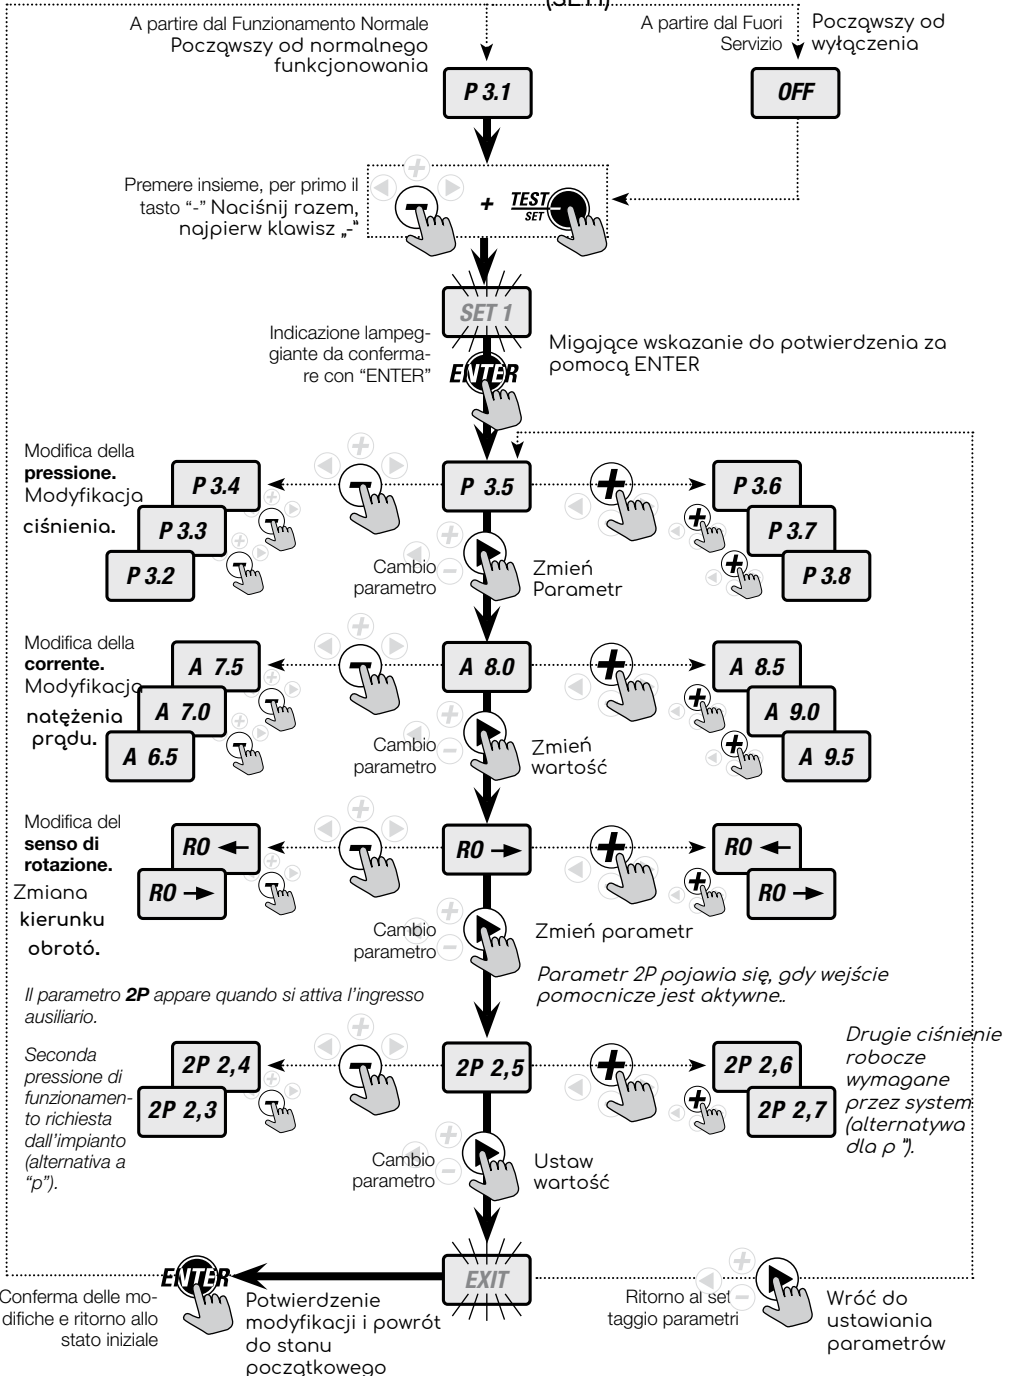 (SET1)
A partire dal Funzionamento Normale
Począwszy od normalnego
funkcjonowania
A partire dal Fuori
Servizio
Począwszy od
wyłączenia
P 3.1
OFF
Premere insieme, per primo il
tasto “-” Naciśnij razem,
najpierw klawisz „-“
+
-
+
TEST
SET
SET 1
Indicazione lampeg-
giante da conferma-
re con “ENTER”
ENTER
Migające wskazanie do potwierdzenia za
pomocą ENTER
Modifica della
pressione.
Modyfikacja
ciśnienia.
P 3.4
P 3.3
P 3.2
P 3.5
P 3.6
P 3.7
P 3.8
Cambio
parametro
Zmień
Parametr
Modifica della
corrente.
Modyfikacja
natężenia
prądu.
A 7.5
A 7.0
A 6.5
A 8.0
A 8.5
A 9.0
A 9.5
Cambio
parametro
Zmień
wartość
Modifica del
senso di
rotazione.
Zmiana
kierunku
obrotó.
RO ←
RO →
RO →
RO ←
RO →
Cambio
parametro
Zmień parametr
Il parametro 2P appare quando si attiva l’ingresso
ausiliario.
Parametr 2P pojawia się, gdy wejście
pomocnicze jest aktywne..
Seconda
pressione di
funzionamen-
to richiesta
dall’impianto
(alternativa a
“p”).
2P 2,4
2P 2,3
2P 2,5
2P 2,6
2P 2,7
Drugie ciśnienie
robocze
wymagane
przez system
(alternatywa
dla p ”).
Cambio
parametro
Ustaw
wartość
EXIT
ENTER
Conferma delle mo-
difiche e ritorno allo
stato iniziale
Potwierdzenie
modyfikacji i powrót
do stanu
początkowego
Ritorno al set-
taggio parametri
Wróć do
ustawiania
parametrów